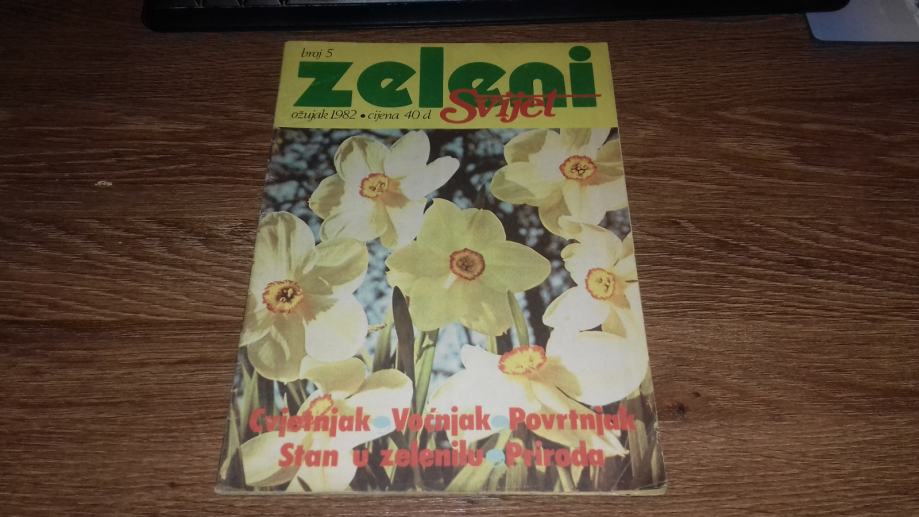 broj 5
zeleni
Svijet
ožujak 1982 • cijena 40 d
Cvjetnjak • Voćnjak • Povrtnjak
Stan u zelenilu • Priroda